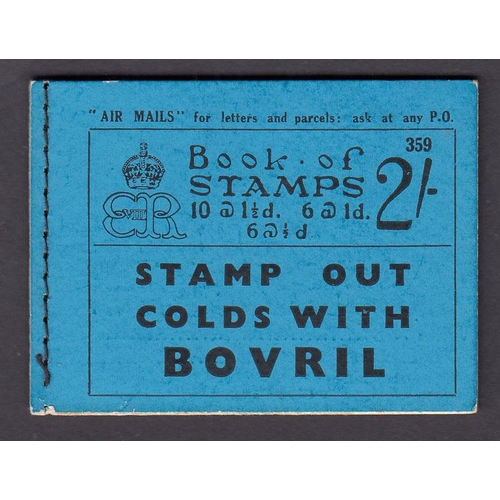 "AIR MAILS" for letters and parcels: ask at any P.O.
359
Book · of
STAMPS
10 @ 1½d. 6 @ 1d.
6 @ ½d
2/-
EVIIIR
STAMP OUT
COLDS WITH
BOVRIL